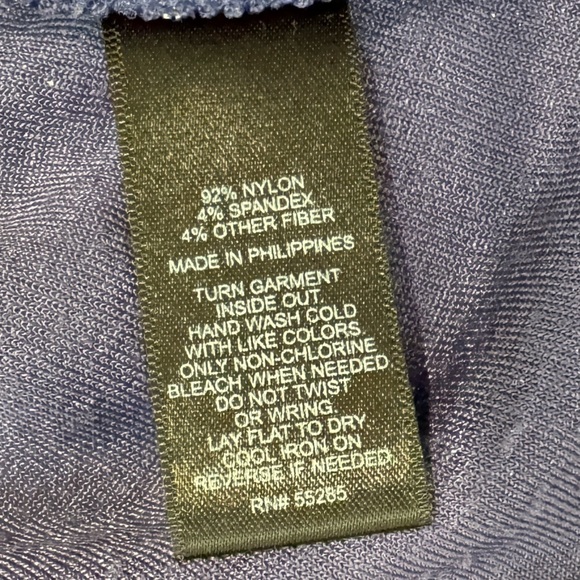 92% NYLON
4% SPANDEX
4% OTHER FIBER
MADE IN PHILIPPINES
TURN GARMENT
INSIDE OUT.
HAND WASH COLD
WITH LIKE COLORS.
ONLY NON-CHLORINE
BLEACH WHEN NEEDED.
DO NOT TWIST
OR WRING.
LAY FLAT TO DRY
COOL IRON ON
REVERSE IF NEEDED
RN# 55285